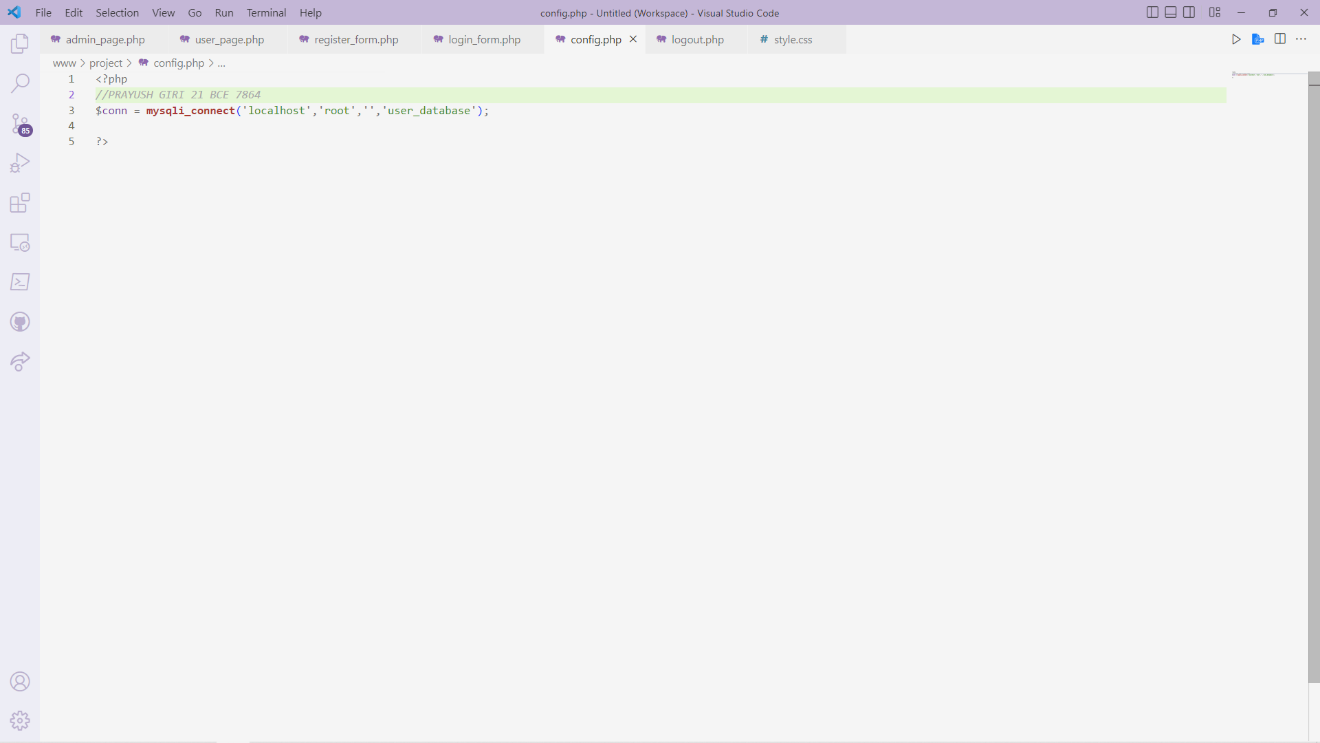 File Edit Selection View Go Run Terminal Help config.php - Untitled (Workspace) - Visual Studio Code
admin_page.php user_page.php register_form.php login_form.php config.php logout.php # style.css
www > project > config.php > ...
1 <?php
2 //PRAYUSH GIRI 21 BCE 7864
3 $conn = mysqli_connect('localhost','root','','user_database');
4
5 ?>
85